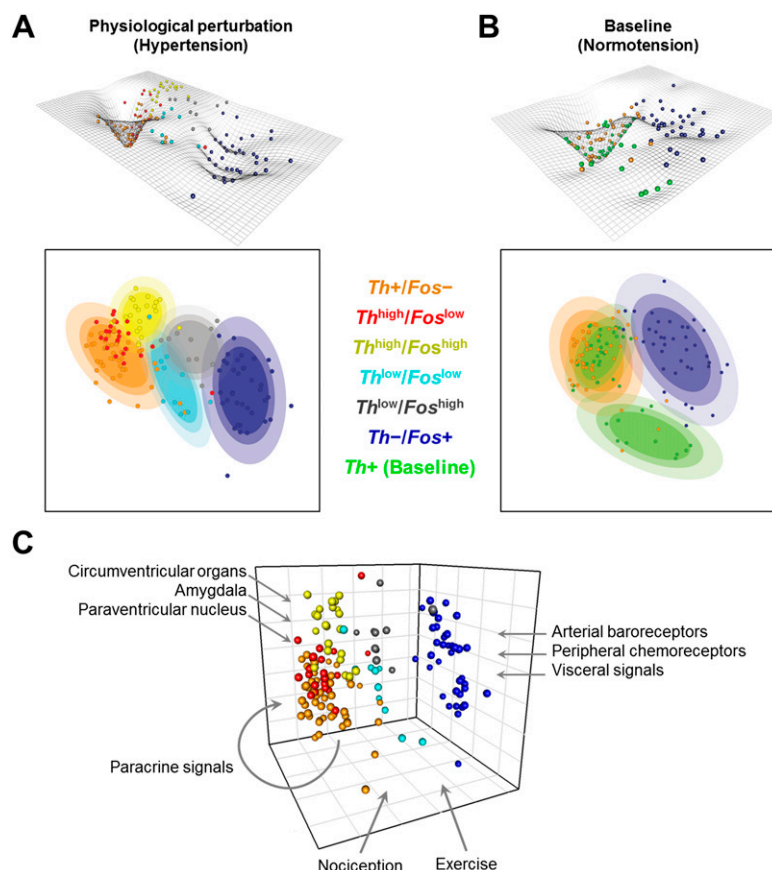 A
Physiological perturbation
(Hypertension)
B
Baseline
(Normotension)
Th+/Fos−
Thhigh/Foslow
Thhigh/Foshigh
Thlow/Foslow
Thlow/Foshigh
Th−/Fos+
Th+ (Baseline)
C
Circumventricular organs
Amygdala
Paraventricular nucleus
Arterial baroreceptors
Peripheral chemoreceptors
Visceral signals
Paracrine signals
Nociception
Exercise